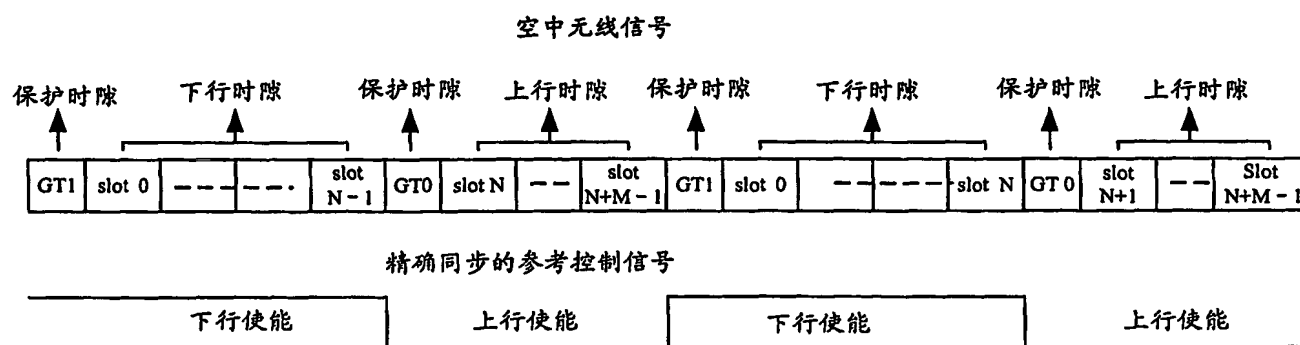 空中无线信号
保护时隙 下行时隙 保护时隙 上行时隙 保护时隙 下行时隙 保护时隙 上行时隙
GT1 slot 0 slot N-1 GT0 slot N slot N+M-1 GT1 slot 0 slot N GT 0 slot N+1 Slot N+M-1
精确同步的参考控制信号
下行使能 上行使能 下行使能 上行使能